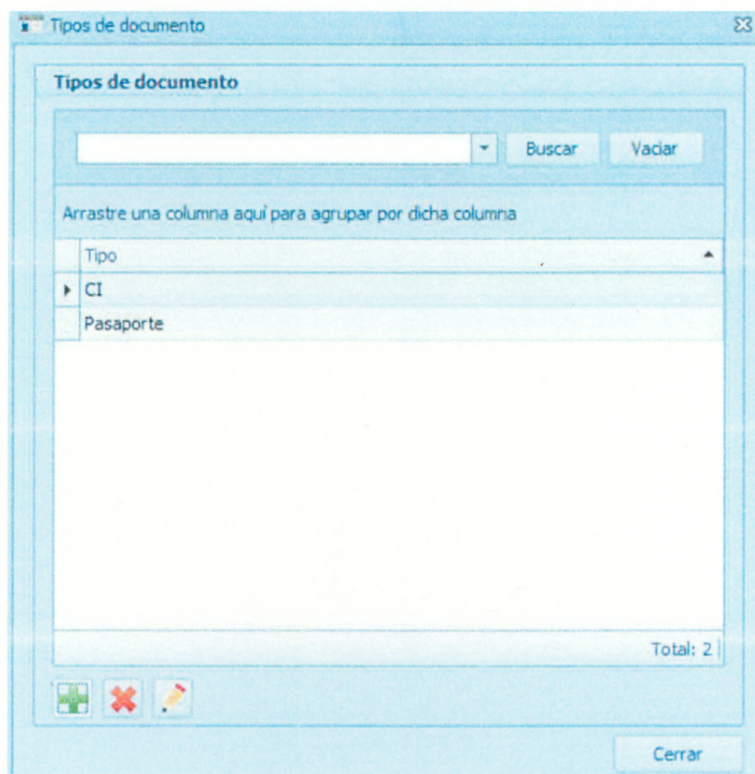 Tipos de documento
Tipos de documento
Buscar Vaciar
Arrastre una columna aquí para agrupar por dicha columna
Tipo
CI
Pasaporte
Total: 2
Cerrar